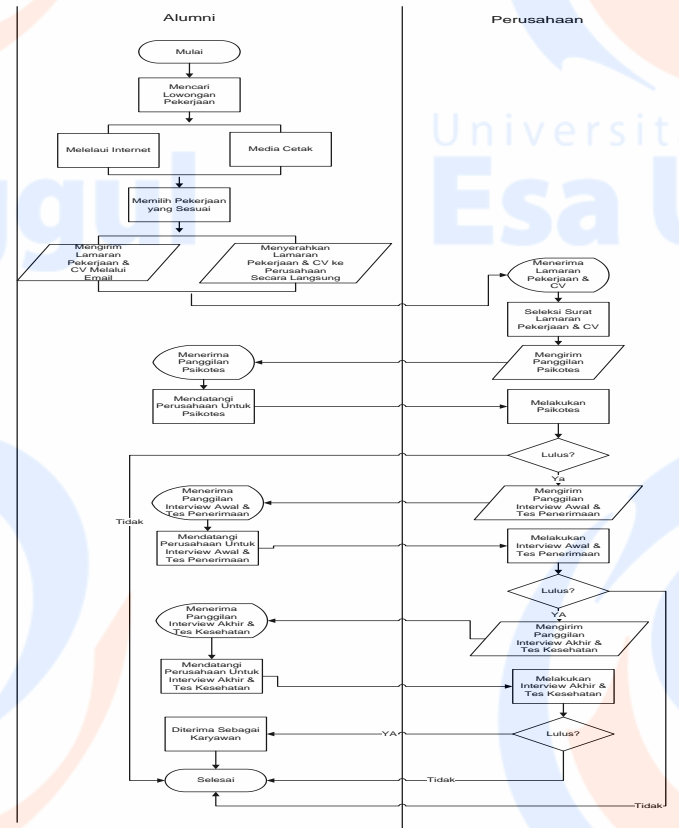 Alumni
Perusahaan
Mulai
Mencari
Lowongan
Pekerjaan
Melelaui Internet
Media Cetak
Memilih Pekerjaan
yang Sesuai
Mengirim
Lamaran
Pekerjaan &
CV Melalui
Email
Menyerahkan
Lamaran
Pekerjaan & CV ke
Perusahaan
Secara Langsung
Menerima
Lamaran
Pekerjaan &
CV
Seleksi Surat
Lamaran
Pekerjaan & CV
Menerima
Panggilan
Psikotes
Mengirim
Panggilan
Psikotes
Mendatangi
Perusahaan Untuk
Psikotes
Melakukan
Psikotes
Lulus?
Ya
Menerima
Panggilan
Interview Awal &
Tes Penerimaan
Mengirim
Panggilan
Interview Awal &
Tes Penerimaan
Tidak
Mendatangi
Perusahaan Untuk
Interview Awal &
Tes Penerimaan
Melakukan
Interview Awal &
Tes Penerimaan
Lulus?
YA
Menerima
Panggilan
Interview Akhir &
Tes Kesehatan
Mengirim
Panggilan
Interview Akhir &
Tes Kesehatan
Mendatangi
Perusahaan Untuk
Interview Akhir &
Tes Kesehatan
Melakukan
Interview Akhir &
Tes Kesehatan
Diterima Sebagai
Karyawan
YA
Lulus?
Selesai
Tidak
Tidak
Universit
Esa U
ggul